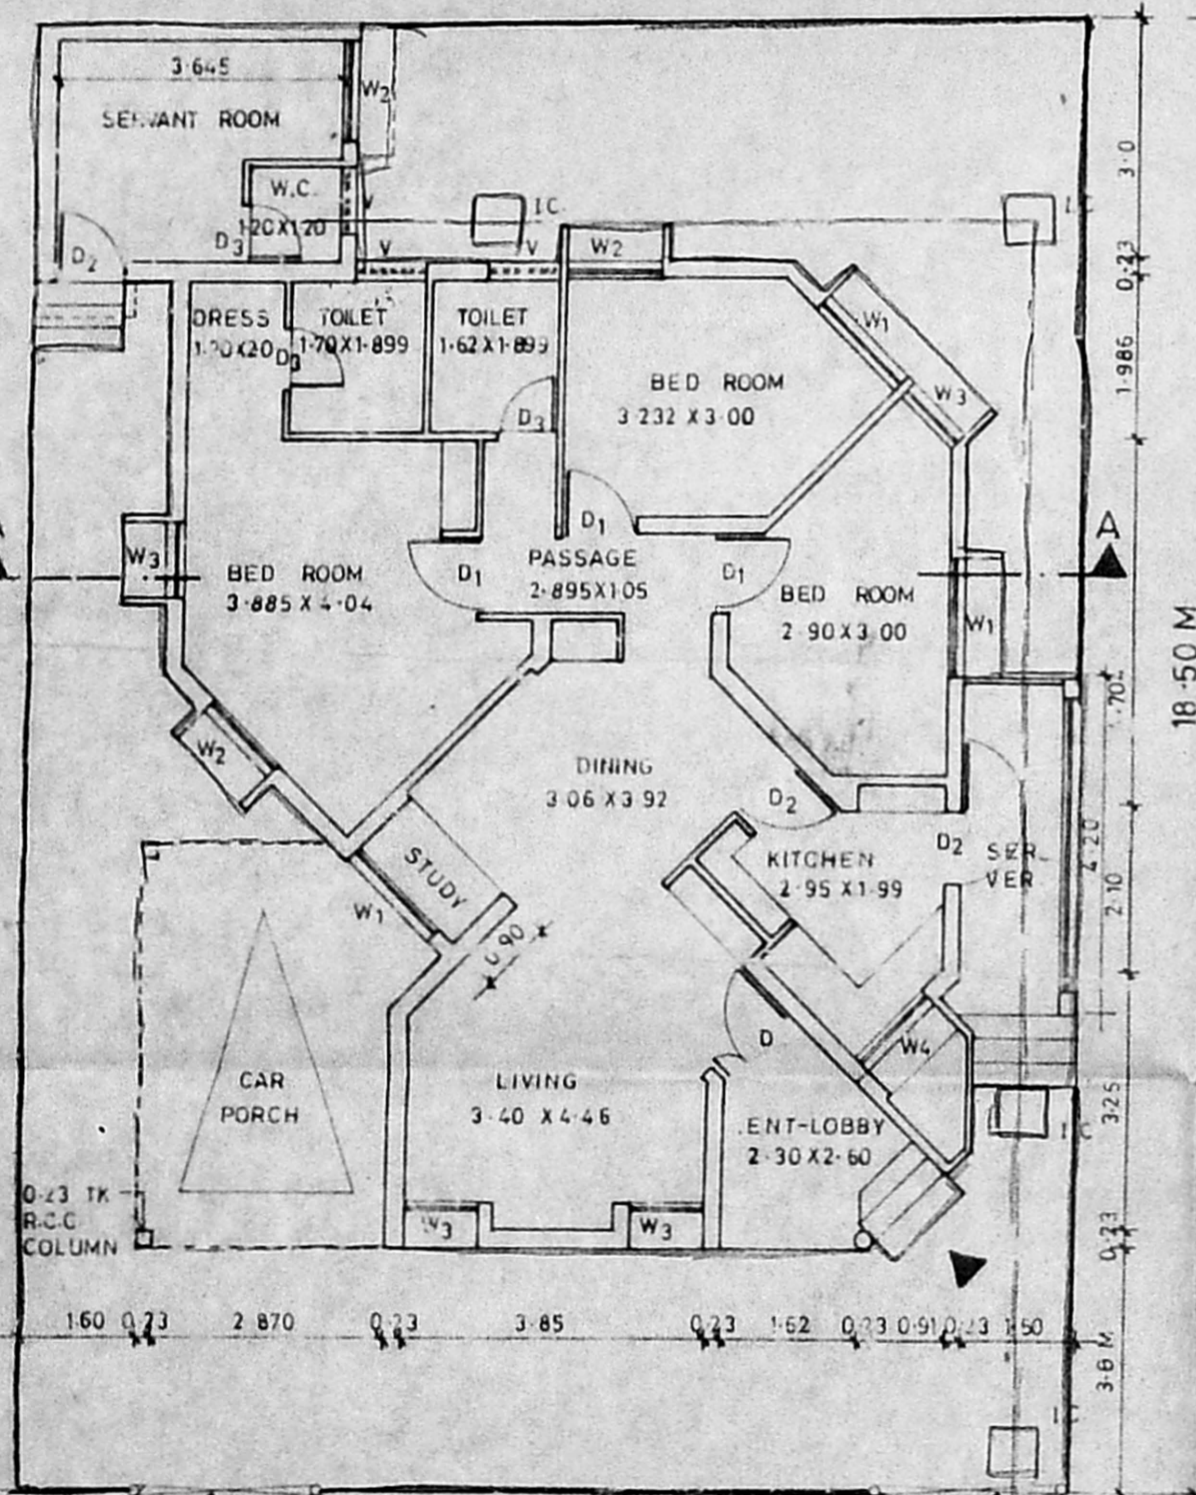 3·645
W2
SERVANT ROOM
3·0
W.C.
1·20X1·20
V
I.C.
I.C
D3
D2
V
V
W2
0·23
DRESS
TOILET
1·70X1·899
D3
TOILET
1·62X1·899
D3
W1
W3
1·986
BED ROOM
3·232 X 3·00
D1
PASSAGE
2·895X1·05
A
W3
BED ROOM
3·885 X 4·04
D1
D1
BED ROOM
2·90X3·00
W1
18·50 M
W2
DINING
3·06 X 3·92
D2
KITCHEN
2·95 X1·99
D2
SER-
VER
4·20
2·10
STUDY
W1
CAR
PORCH
LIVING
3·40 X 4·46
D
W4
ENT-LOBBY
2·30X2·60
I C
3·25
0·23 TK
R.C.C
COLUMN
W3
W3
0·23
1·60 0·23 2·870 0·23 3·85 0·23 1·62 0·23 0·91 0·23 1·50